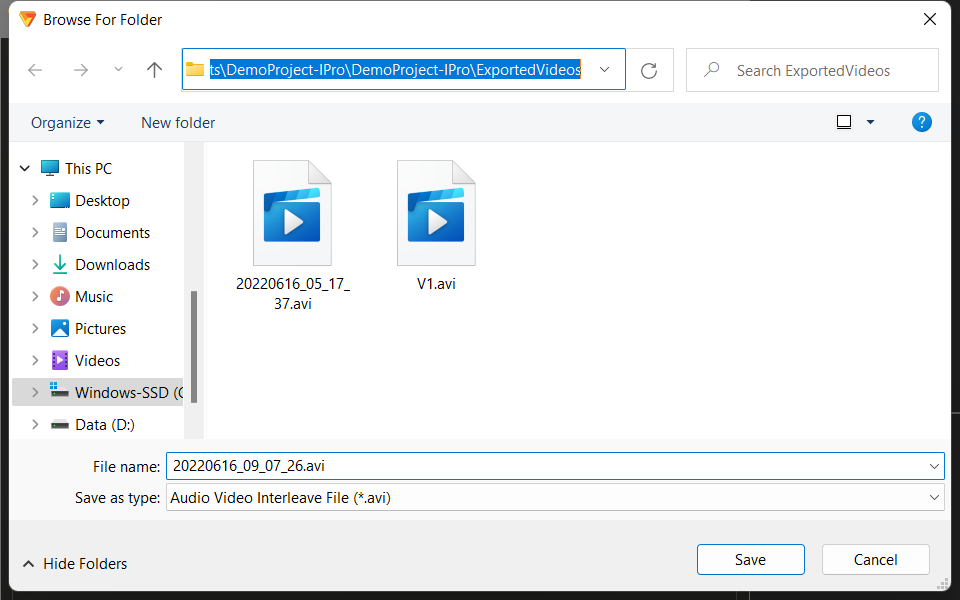 Browse For Folder
ts\DemoProject-IPro\DemoProject-IPro\ExportedVideos
Search ExportedVideos
Organize
New folder
?
This PC
Desktop
Documents
Downloads
Music
Pictures
Videos
Windows-SSD (C
Data (D:)
20220616_05_17_
37.avi
V1.avi
File name: 20220616_09_07_26.avi
Save as type: Audio Video Interleave File (*.avi)
Hide Folders
Save
Cancel